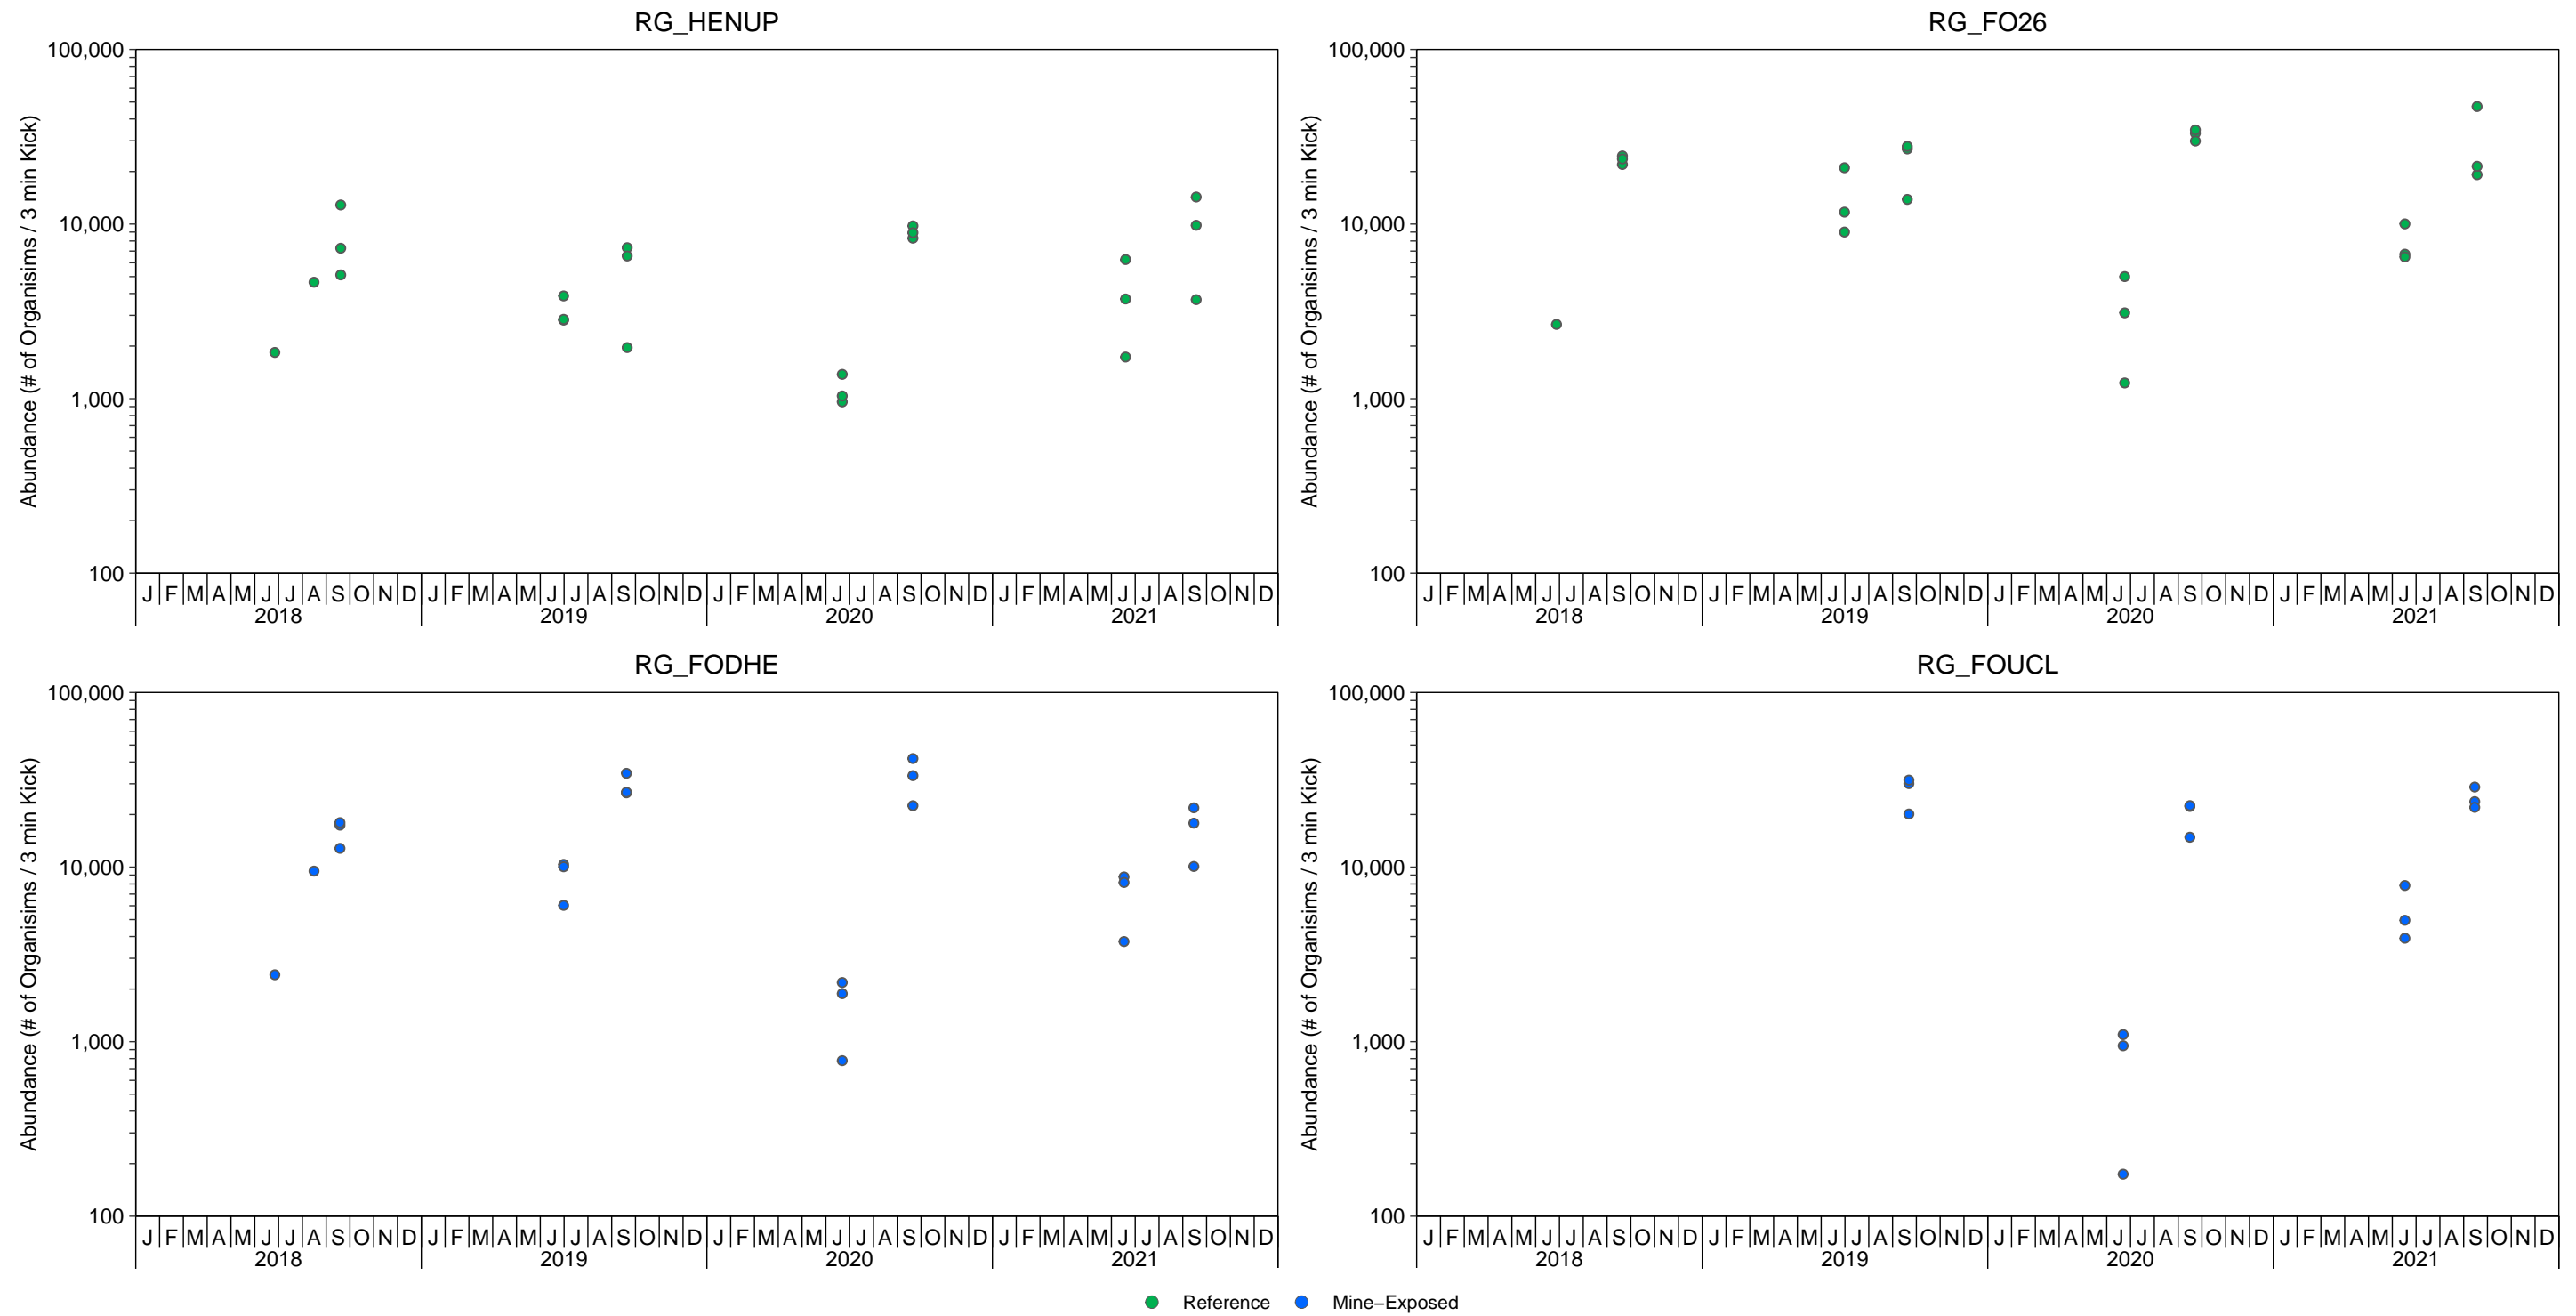 RG_HENUP
Abundance (# of Organisims / 3 min Kick)
100,000
10,000
1,000
100
J F M A M J J A S O N D J F M A M J J A S O N D J F M A M J J A S O N D J F M A M J J A S O N D
2018 2019 2020 2021
RG_FO26
Abundance (# of Organisims / 3 min Kick)
100,000
10,000
1,000
100
J F M A M J J A S O N D J F M A M J J A S O N D J F M A M J J A S O N D J F M A M J J A S O N D
2018 2019 2020 2021
RG_FODHE
Abundance (# of Organisims / 3 min Kick)
100,000
10,000
1,000
100
J F M A M J J A S O N D J F M A M J J A S O N D J F M A M J J A S O N D J F M A M J J A S O N D
2018 2019 2020 2021
RG_FOUCL
Abundance (# of Organisims / 3 min Kick)
100,000
10,000
1,000
100
J F M A M J J A S O N D J F M A M J J A S O N D J F M A M J J A S O N D J F M A M J J A S O N D
2018 2019 2020 2021
Reference Mine−Exposed